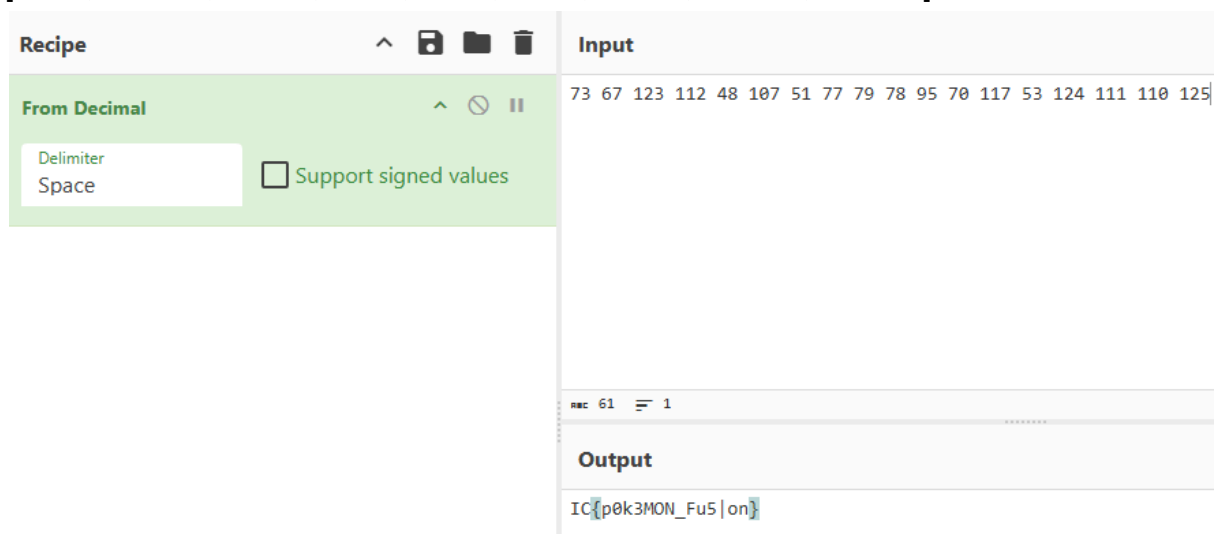 Recipe
From Decimal
Delimiter
Space
Support signed values
Input
73 67 123 112 48 107 51 77 79 78 95 70 117 53 124 111 110 125
ABC 61 1
Output
IC{p0k3MON_Fu5|on}